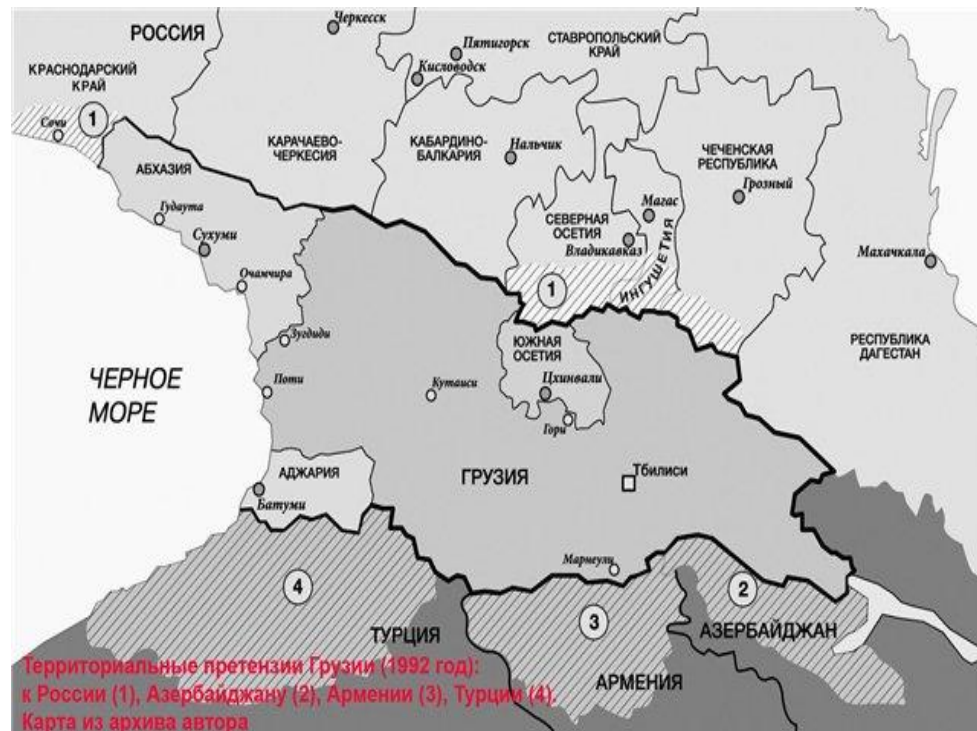 Черкесск
РОССИЯ
СТАВРОПОЛЬСКИЙ
КРАЙ
Пятигорск
Кисловодск
КРАСНОДАРСКИЙ
КРАЙ
1
Сочи
КАРАЧАЕВО-
ЧЕРКЕСИЯ
КАБАРДИНО-
БАЛКАРИЯ
Нальчик
ЧЕЧЕНСКАЯ
РЕСПУБЛИКА
Грозный
АБХАЗИЯ
Гудаута
Сухуми
Очамчира
СЕВЕРНАЯ
ОСЕТИЯ
Магас
Владикавказ
ИНГУШЕТИЯ
1
Махачкала
РЕСПУБЛИКА
ДАГЕСТАН
Зугдиди
ЮЖНАЯ
ОСЕТИЯ
Цхинвали
Гори
ЧЕРНОЕ
МОРЕ
Поти
Кутаиси
АДЖАРИЯ
Батуми
ГРУЗИЯ
Тбилиси
Марнеули
4
3
2
ТУРЦИЯ
АЗЕРБАЙДЖАН
АРМЕНИЯ
Территориальные претензии Грузии (1992 год):
к России (1), Азербайджану (2), Армении (3), Турции (4).
Карта из архива автора